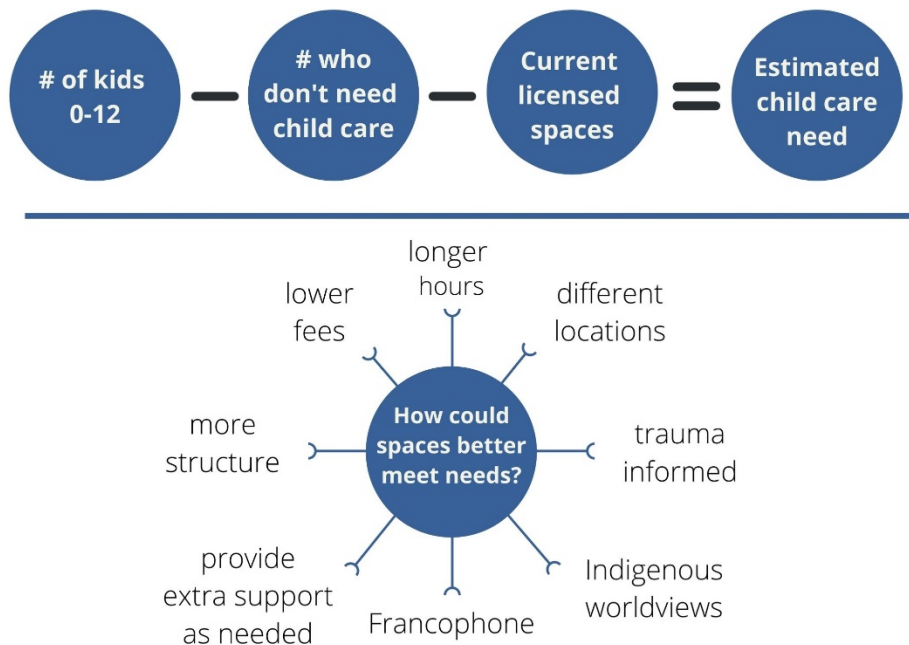 # of kids
0-12
# who
don't need
child care
Current
licensed
spaces
Estimated
child care
need
longer
hours
lower
fees
different
locations
How could
spaces better
meet needs?
more
structure
trauma
informed
provide
extra support
as needed
Francophone
Indigenous
worldviews